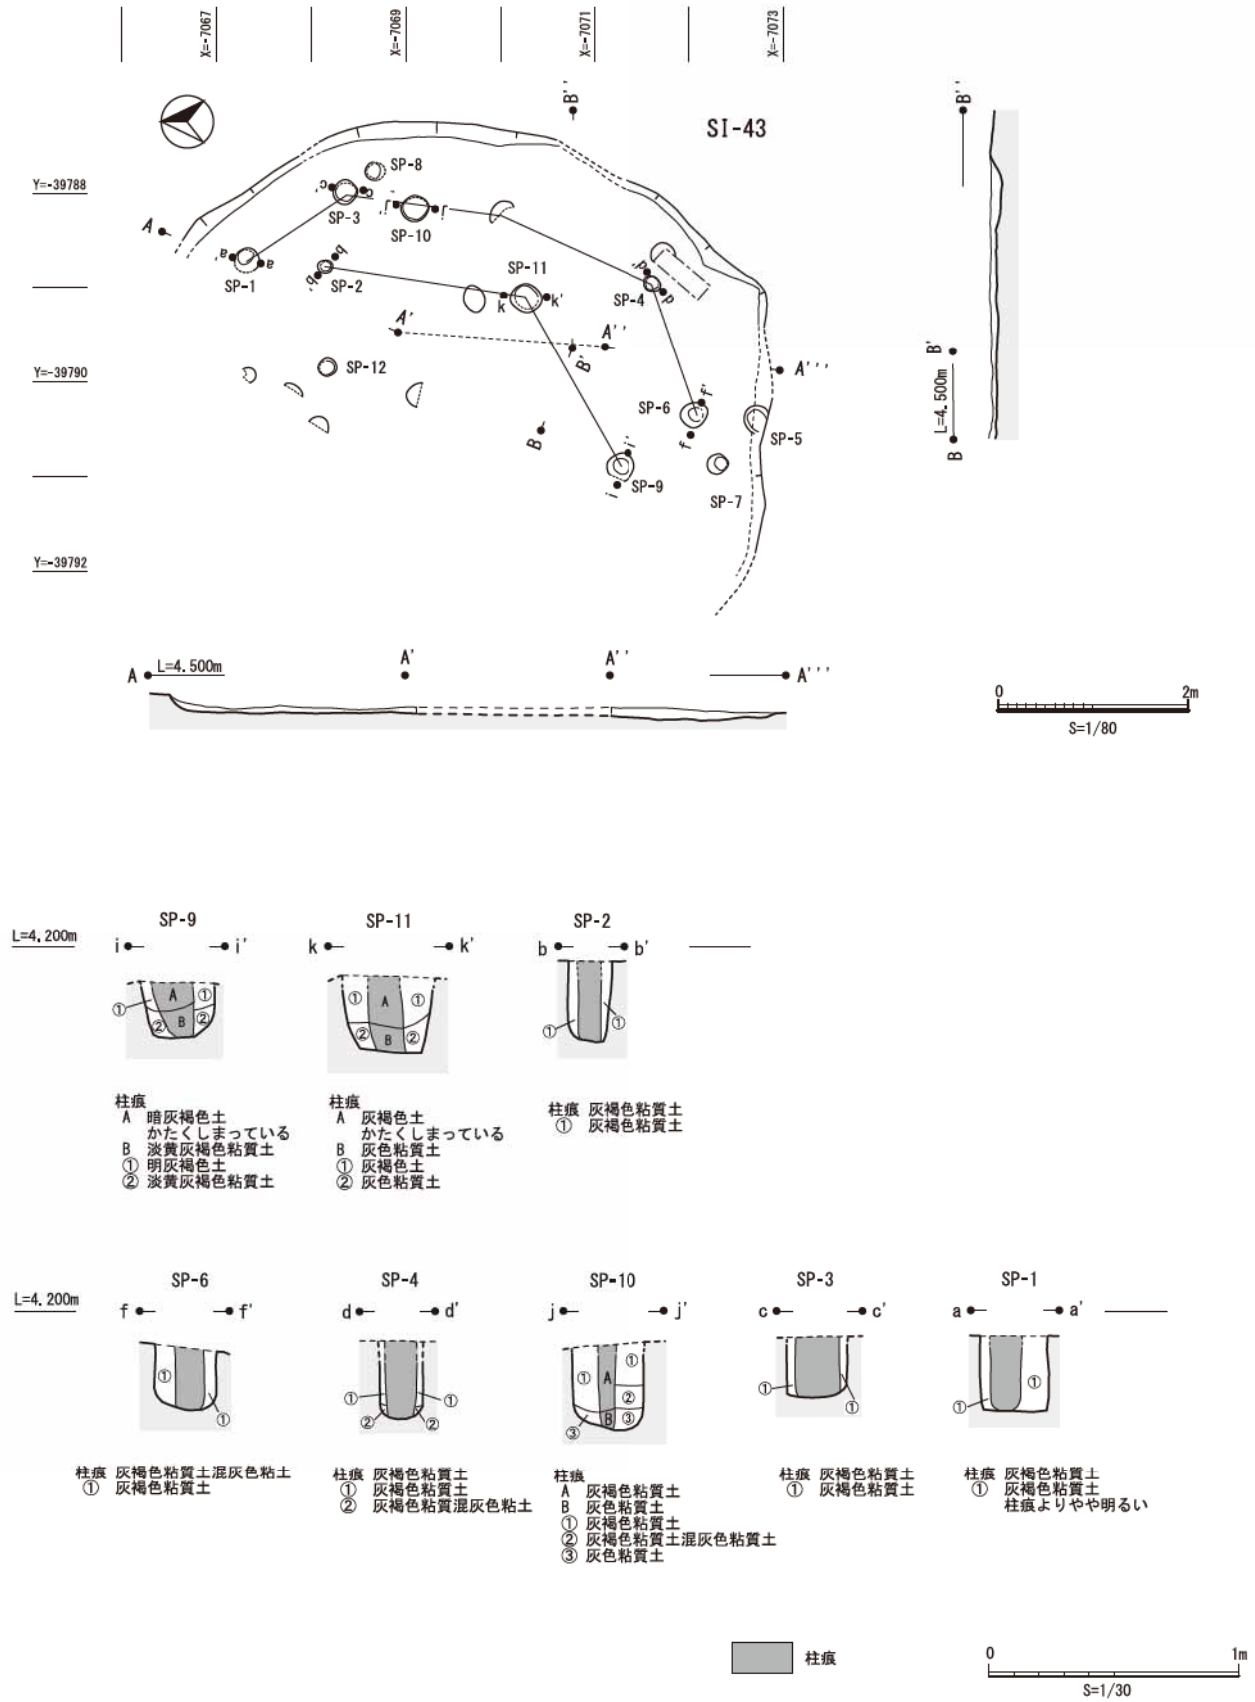 X=-7067
X=-7069
X=-7071
X=-7073
B''
SI-43
B''
SP-8
Y=-39788
c' c
SP-3
j j'
SP-10
A
a' a
SP-1
b b'
SP-2
SP-11
k k'
d' d
SP-4
A' A''
B'
B'
A'''
SP-12
Y=-39790
L=4.500m
f' f
SP-6
SP-5
B
B
i' i
SP-9
SP-7
Y=-39792
A L=4.500m A' A'' A'''
0 2m
S=1/80
SP-9 SP-11 SP-2
L=4.200m
i i' k k' b b'
① A ① B ② ②
① A ① ② B ②
① ①
柱痕
A 暗灰褐色土
かたくしまっている
B 淡黄灰褐色粘質土
① 明灰褐色土
② 淡黄灰褐色粘質土
柱痕
A 灰褐色土
かたくしまっている
B 灰色粘質土
① 灰褐色土
② 灰色粘質土
柱痕 灰褐色粘質土
① 灰褐色粘質土
SP-6 SP-4 SP-10 SP-3 SP-1
L=4.200m
f f' d d' j j' c c' a a'
① ①
① ① ② ②
① A ① ② ③ B ③
① ①
① ①
柱痕 灰褐色粘質土混灰色粘土
① 灰褐色粘質土
柱痕 灰褐色粘質土
① 灰褐色粘質土
② 灰褐色粘質混灰色粘土
柱痕
A 灰褐色粘質土
B 灰色粘質土
① 灰褐色粘質土
② 灰褐色粘質土混灰色粘質土
③ 灰色粘質土
柱痕 灰褐色粘質土
① 灰褐色粘質土
柱痕 灰褐色粘質土
① 灰褐色粘質土
柱痕よりやや明るい
柱痕
0 1m
S=1/30